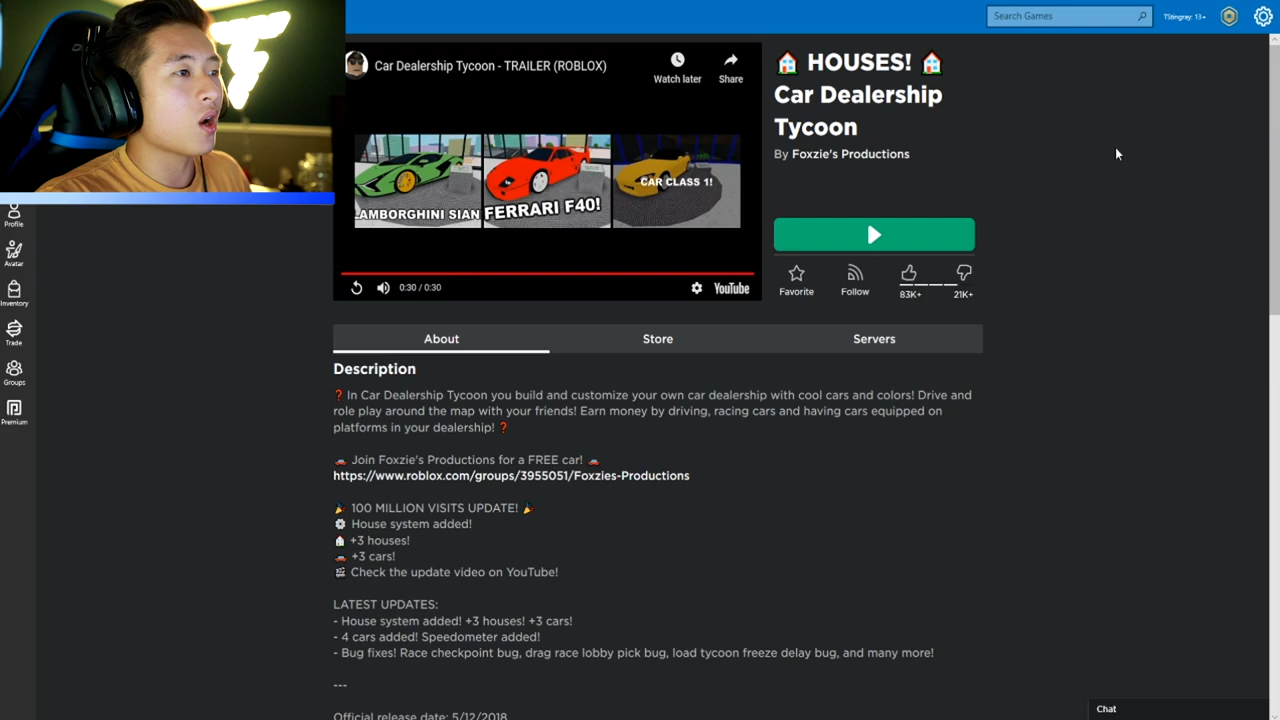 Search Games
TStingray: 13+
Car Dealership Tycoon - TRAILER (ROBLOX)
Watch later
Share
LAMBORGHINI SIAN
FERRARI F40!
CAR CLASS 1!
0:30 / 0:30
YouTube
🏠 HOUSES! 🏠
Car Dealership
Tycoon
By Foxzie's Productions
Favorite
Follow
83K+
21K+
Profile
Avatar
Inventory
Trade
Groups
Premium
About
Store
Servers
Description
❓ In Car Dealership Tycoon you build and customize your own car dealership with cool cars and colors! Drive and
role play around the map with your friends! Earn money by driving, racing cars and having cars equipped on
platforms in your dealership! ❓
🚗 Join Foxzie's Productions for a FREE car! 🚗
https://www.roblox.com/groups/3955051/Foxzies-Productions
🎉 100 MILLION VISITS UPDATE! 🎉
⚙️ House system added!
🏠 +3 houses!
🚗 +3 cars!
🎬 Check the update video on YouTube!
LATEST UPDATES:
- House system added! +3 houses! +3 cars!
- 4 cars added! Speedometer added!
- Bug fixes! Race checkpoint bug, drag race lobby pick bug, load tycoon freeze delay bug, and many more!
---
Official release date: 5/12/2018
Chat